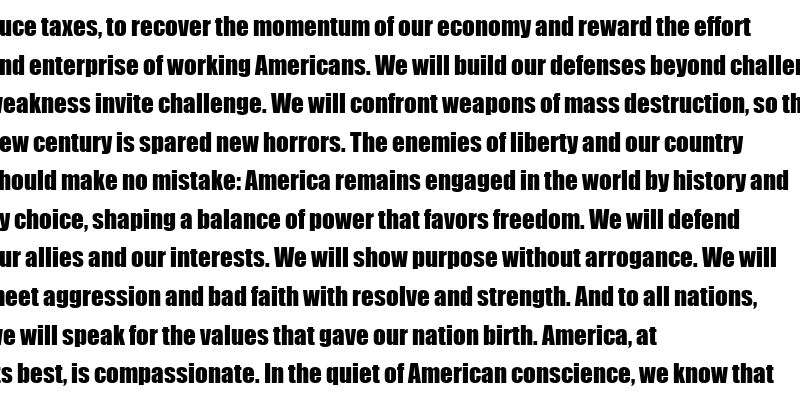 uce taxes, to recover the momentum of our economy and reward the effort
nd enterprise of working Americans. We will build our defenses beyond challen
weakness invite challenge. We will confront weapons of mass destruction, so th
ew century is spared new horrors. The enemies of liberty and our country
hould make no mistake: America remains engaged in the world by history and
y choice, shaping a balance of power that favors freedom. We will defend
ur allies and our interests. We will show purpose without arrogance. We will
meet aggression and bad faith with resolve and strength. And to all nations,
we will speak for the values that gave our nation birth. America, at
ts best, is compassionate. In the quiet of American conscience, we know that